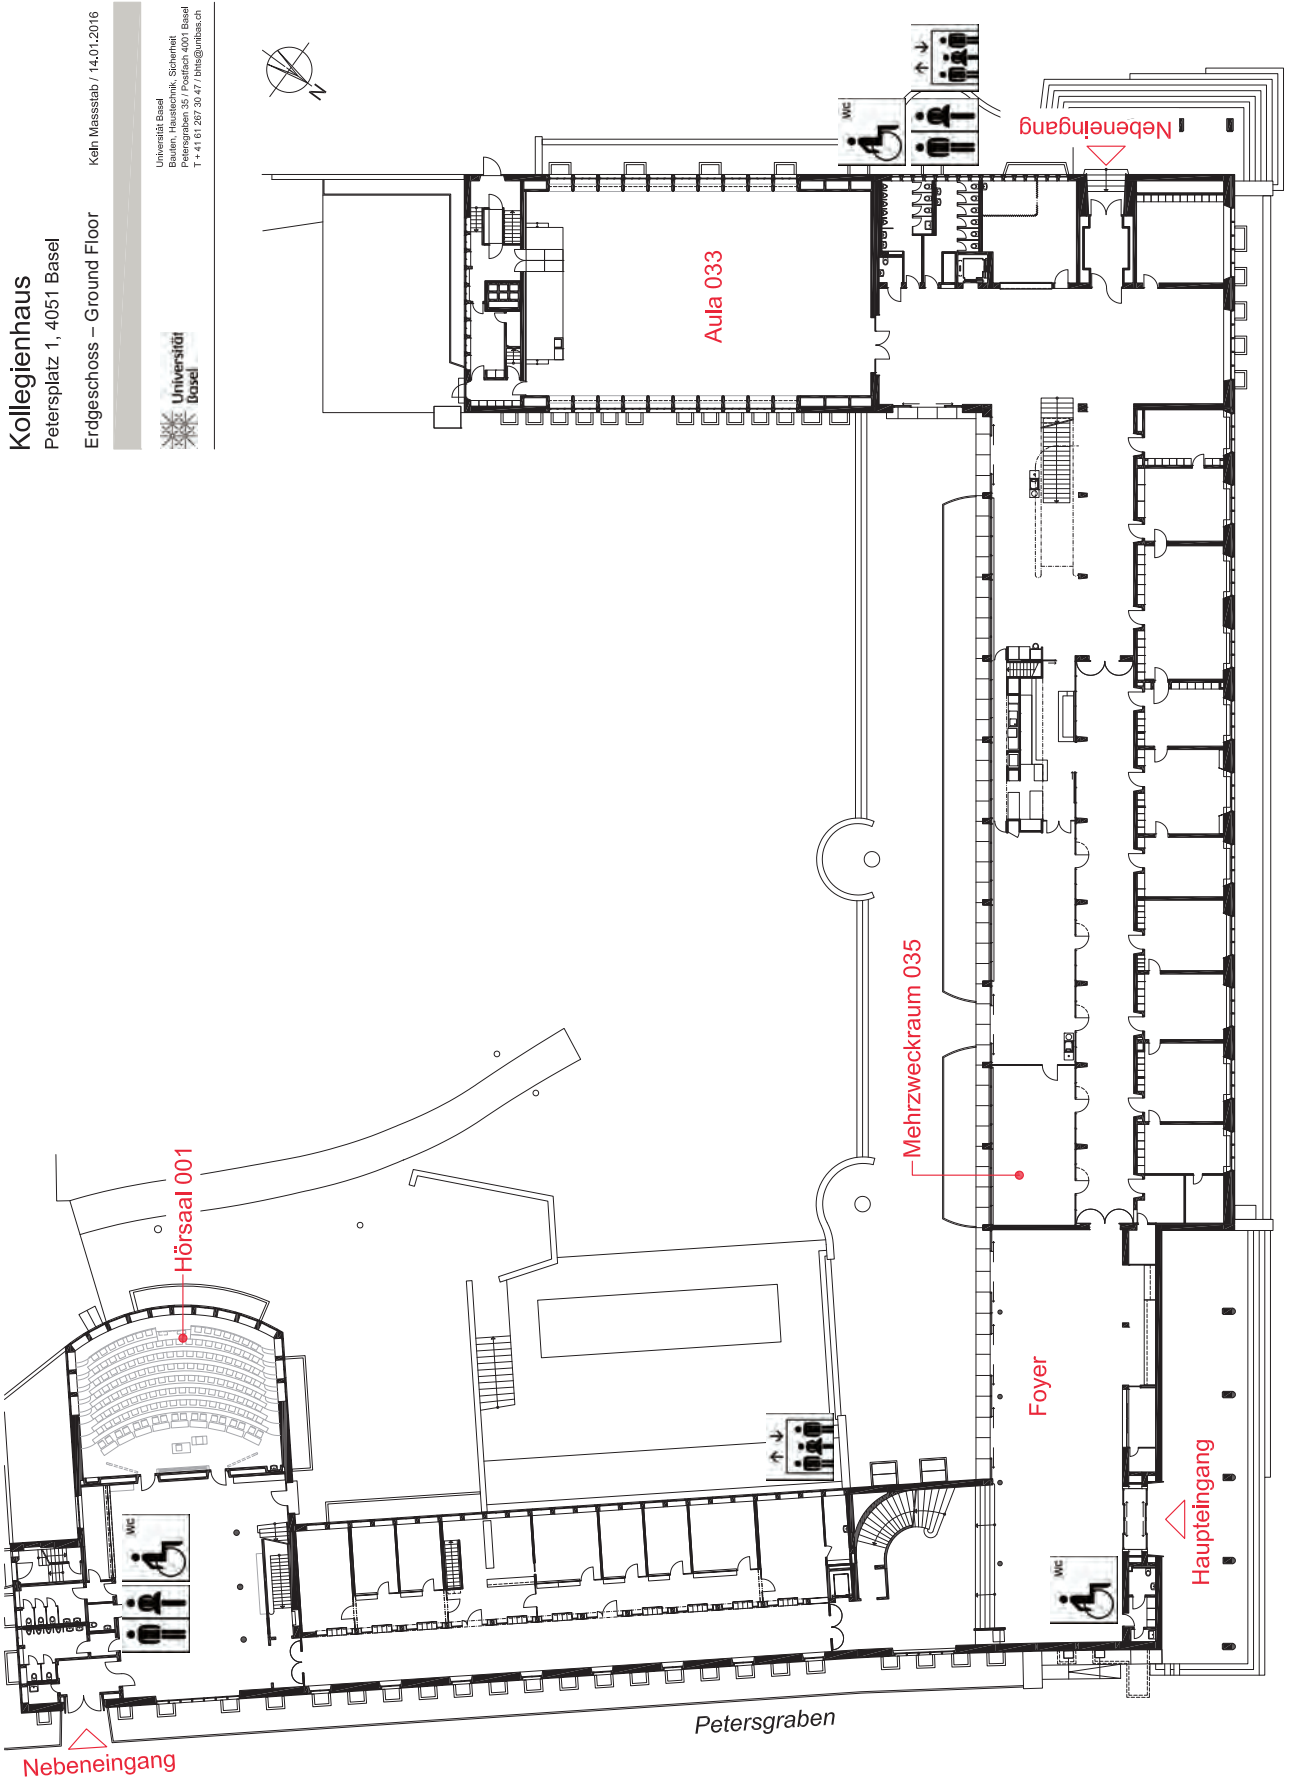 Kollegienhaus
Petersplatz 1, 4051 Basel
Erdgeschoss – Ground Floor
Kein Massstab / 14.01.2016
Universität
Basel
Universität Basel
Bauten, Haustechnik, Sicherheit
Petersgraben 35 / Postfach 4001 Basel
T + 41 61 267 30 47 / bhts@unibas.ch
N
WC
Nebeneingang
Aula 033
Mehrzweckraum 035
Hörsaal 001
Foyer
Haupteingang
WC
WC
Petersgraben
Nebeneingang